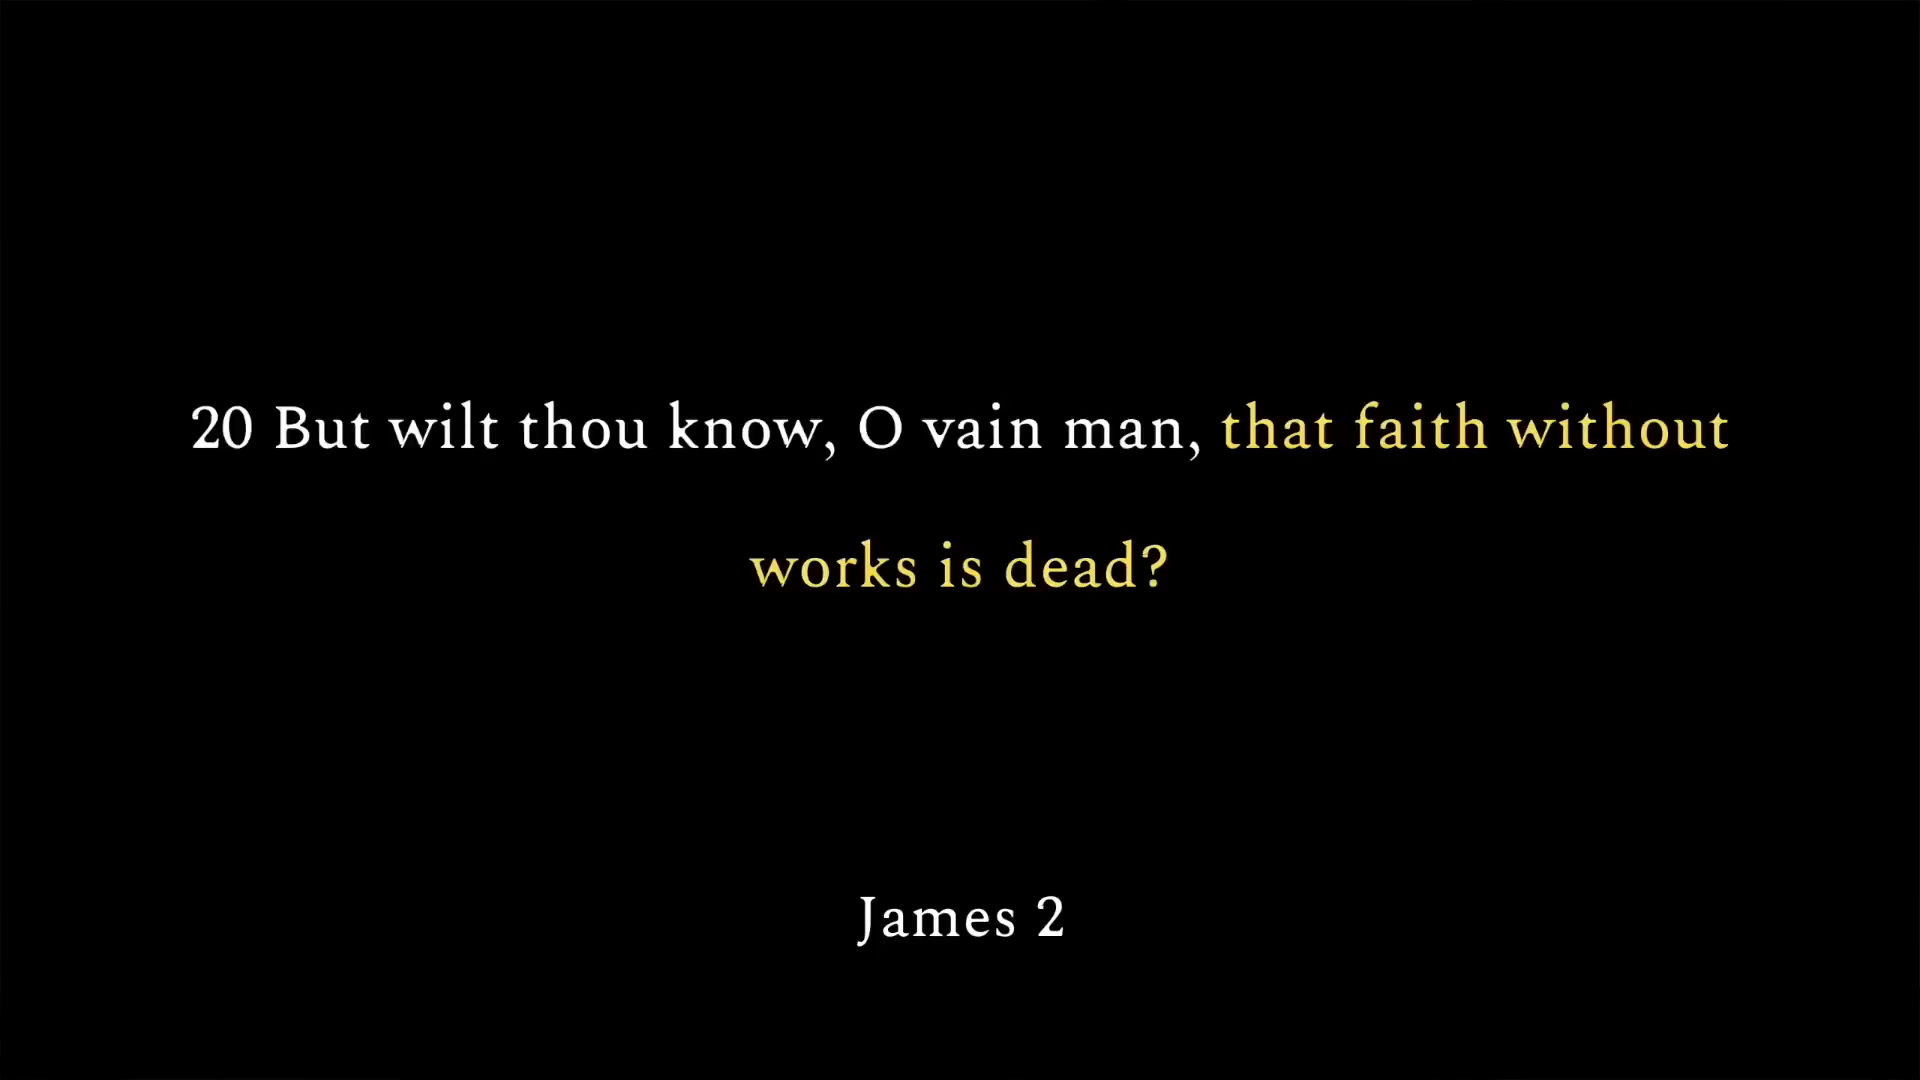 20 But wilt thou know, O vain man, that faith without
works is dead?
James 2